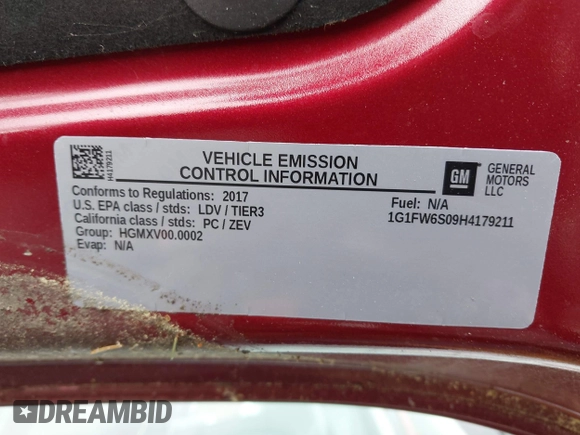 H4179211
VEHICLE EMISSION
CONTROL INFORMATION
GM
GENERAL
MOTORS
LLC
Conforms to Regulations: 2017
U.S. EPA class / stds: LDV / TIER3
California class / stds: PC / ZEV
Group: HGMXV00.0002
Evap: N/A
Fuel: N/A
1G1FW6S09H4179211
DREAMBID